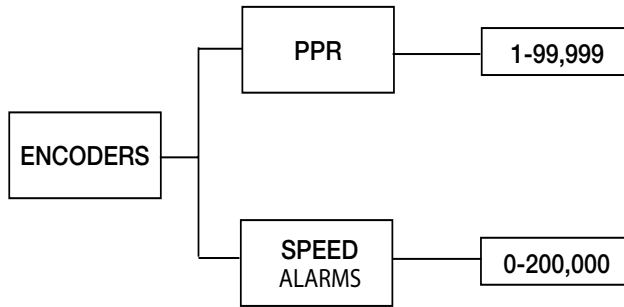 PPR
1-99,999
ENCODERS
SPEED
ALARMS
0-200,000